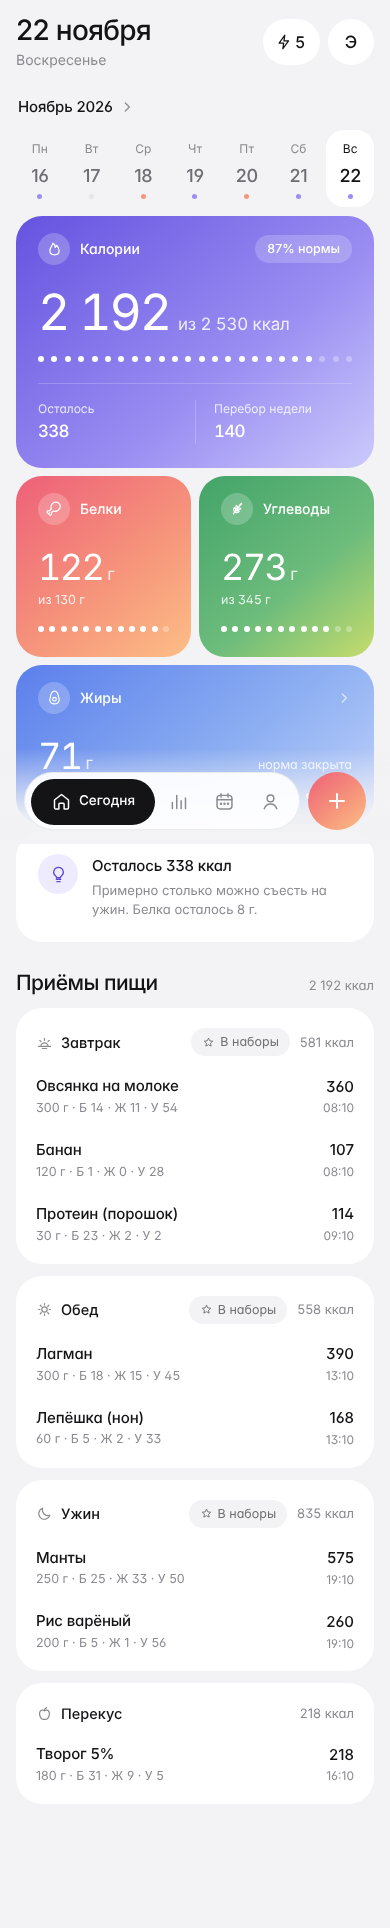 22 ноября
Воскресенье
5
Э
Ноябрь 2026
Пн Вт Ср Чт Пт Сб Вс
16 17 18 19 20 21 22
Калории
87% нормы
2 192 из 2 530 ккал
Осталось Перебор недели
338 140
Белки
122 г
из 130 г
Углеводы
273 г
из 345 г
Жиры
71 г
норма закрыта
Сегодня
Осталось 338 ккал
Примерно столько можно съесть на
ужин. Белка осталось 8 г.
Приёмы пищи 2 192 ккал
Завтрак В наборы 581 ккал
Овсянка на молоке 360
300 г · Б 14 · Ж 11 · У 54 08:10
Банан 107
120 г · Б 1 · Ж 0 · У 28 08:10
Протеин (порошок) 114
30 г · Б 23 · Ж 2 · У 2 09:10
Обед В наборы 558 ккал
Лагман 390
300 г · Б 18 · Ж 15 · У 45 13:10
Лепёшка (нон) 168
60 г · Б 5 · Ж 2 · У 33 13:10
Ужин В наборы 835 ккал
Манты 575
250 г · Б 25 · Ж 33 · У 50 19:10
Рис варёный 260
200 г · Б 5 · Ж 1 · У 56 19:10
Перекус 218 ккал
Творог 5% 218
180 г · Б 31 · Ж 9 · У 5 16:10